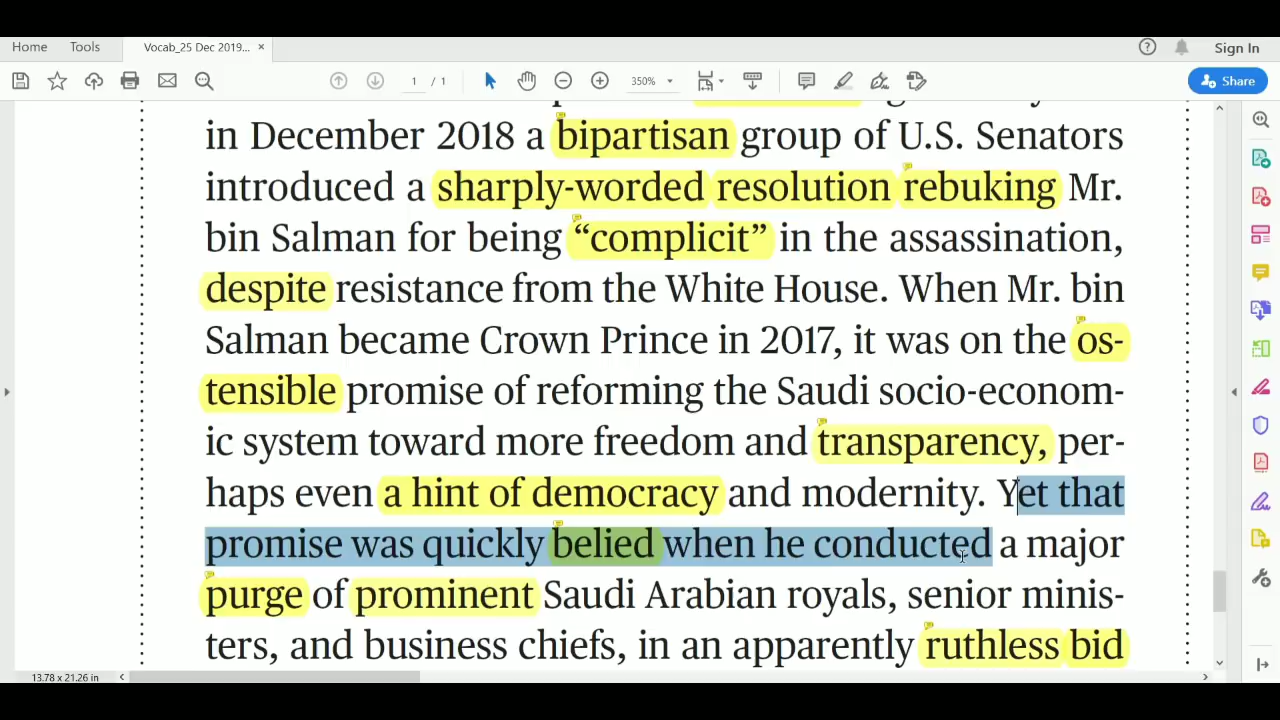 Home
Tools
Vocab_25 Dec 2019... ×
Sign In
1 / 1
350%
Share
in December 2018 a bipartisan group of U.S. Senators
introduced a sharply-worded resolution rebuking Mr.
bin Salman for being “complicit” in the assassination,
despite resistance from the White House. When Mr. bin
Salman became Crown Prince in 2017, it was on the os-
tensible promise of reforming the Saudi socio-econom-
ic system toward more freedom and transparency, per-
haps even a hint of democracy and modernity. Yet that
promise was quickly belied when he conducted a major
purge of prominent Saudi Arabian royals, senior minis-
ters, and business chiefs, in an apparently ruthless bid
13.78 x 21.26 in